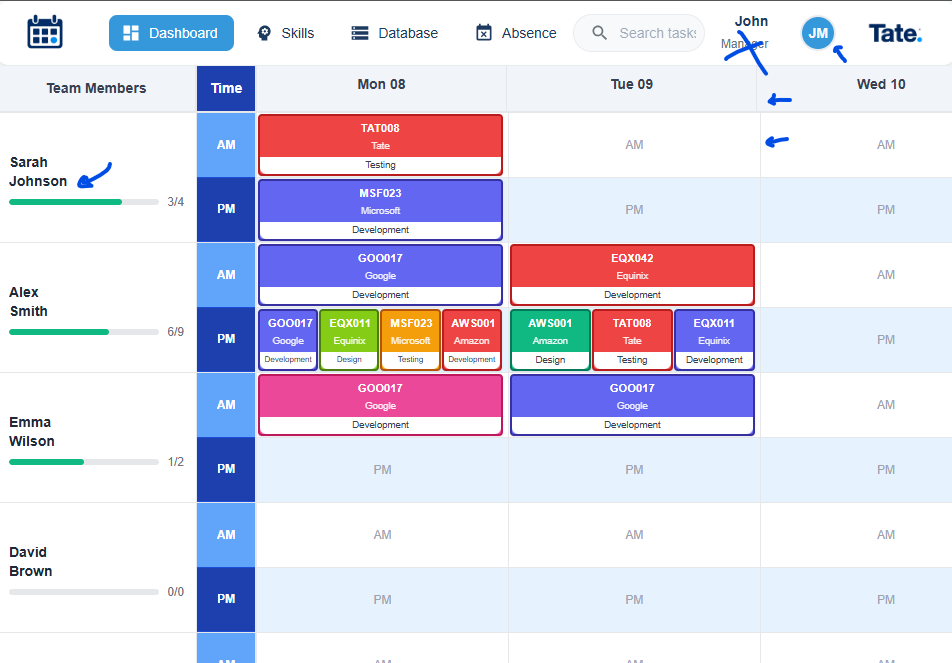 Dashboard Skills Database Absence Search tasks John JM Tate.
Manager
Team Members Time Mon 08 Tue 09 Wed 10
Sarah
Johnson
3/4
AM
TAT008
Tate
Testing
AM
AM
PM
MSF023
Microsoft
Development
PM
PM
Alex
Smith
6/9
AM
GOO017
Google
Development
EQX042
Equinix
Development
AM
PM
GOO017
Google
Development
EQX011
Equinix
Design
MSF023
Microsoft
Testing
AWS001
Amazon
Development
AWS001
Amazon
Design
TAT008
Tate
Testing
EQX011
Equinix
Development
PM
Emma
Wilson
1/2
AM
GOO017
Google
Development
GOO017
Google
Development
AM
PM
PM
PM
PM
David
Brown
0/0
AM
AM
AM
AM
PM
PM
PM
PM
AM
AM
AM
AM